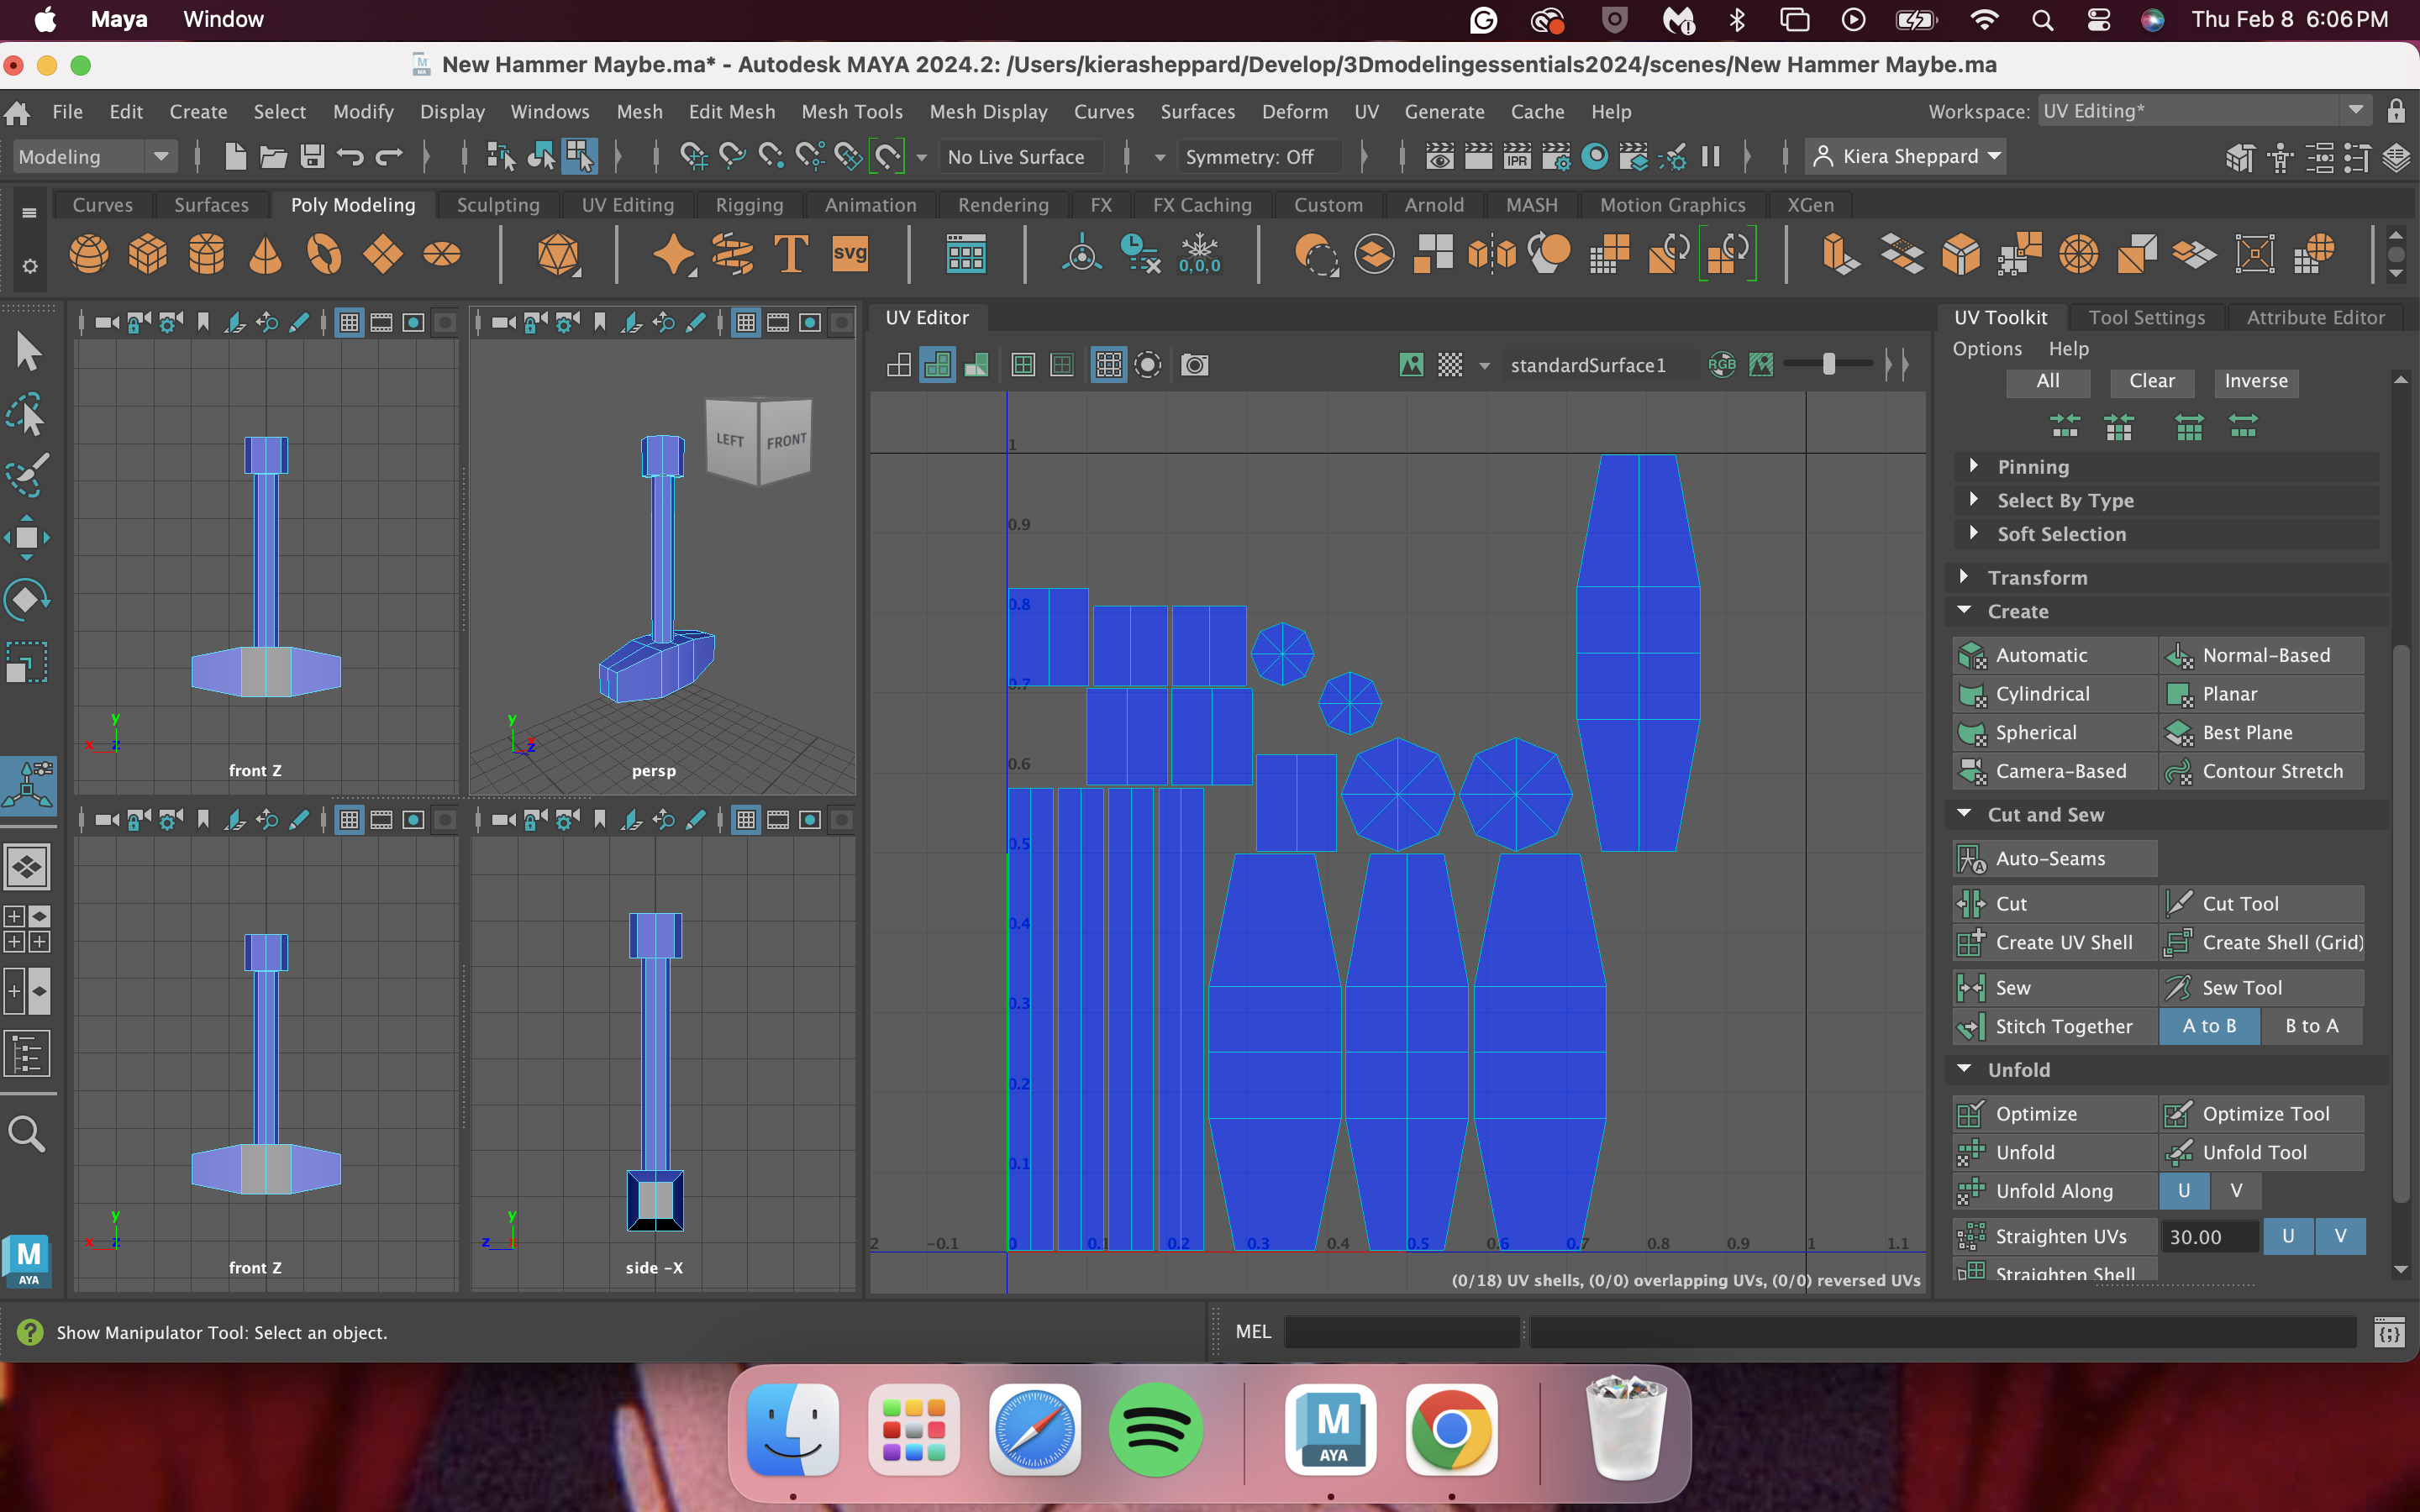 Maya Window Thu Feb 8 6:06 PM
New Hammer Maybe.ma* - Autodesk MAYA 2024.2: /Users/kierasheppard/Develop/3Dmodelingessentials2024/scenes/New Hammer Maybe.ma
File Edit Create Select Modify Display Windows Mesh Edit Mesh Mesh Tools Mesh Display Curves Surfaces Deform UV Generate Cache Help Workspace: UV Editing*
Modeling No Live Surface Symmetry: Off IPR Kiera Sheppard
Curves Surfaces Poly Modeling Sculpting UV Editing Rigging Animation Rendering FX FX Caching Custom Arnold MASH Motion Graphics XGen
T svg 0,0,0
UV Editor UV Toolkit Tool Settings Attribute Editor
Options Help
standardSurface1 RGB
All Clear Inverse
LEFT FRONT
1
0.9
0.8
0.7
0.6
0.5
0.4
0.3
0.2
0.1
2 -0.1 0 0.1 0.2 0.3 0.4 0.5 0.6 0.7 0.8 0.9 1 1.1
(0/18) UV shells, (0/0) overlapping UVs, (0/0) reversed UVs
y
x z
front Z
y
z
persp
y
x z
front Z
y
z
side -X
Pinning
Select By Type
Soft Selection
Transform
Create
Automatic Normal-Based
Cylindrical Planar
Spherical Best Plane
Camera-Based Contour Stretch
Cut and Sew
Auto-Seams
Cut Cut Tool
Create UV Shell Create Shell (Grid)
Sew Sew Tool
Stitch Together A to B B to A
Unfold
Optimize Optimize Tool
Unfold Unfold Tool
Unfold Along U V
Straighten UVs 30.00 U V
Straighten Shell
M
AYA
Show Manipulator Tool: Select an object. MEL
M
AYA